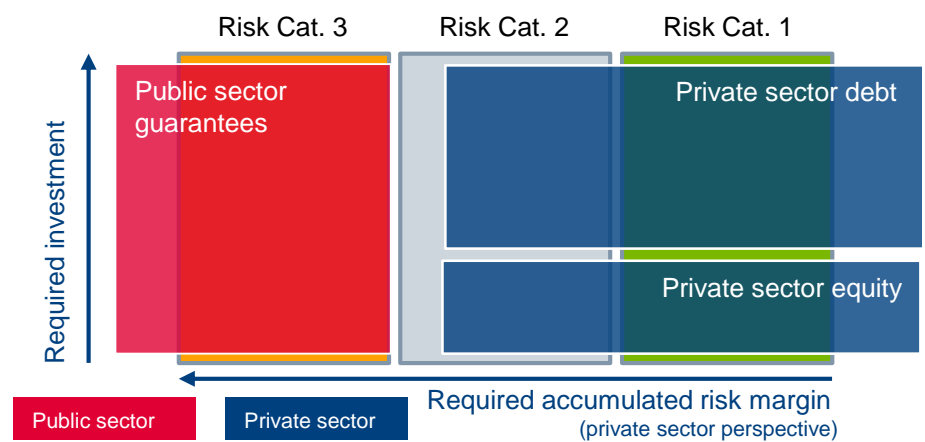 Risk Cat. 3
Risk Cat. 2
Risk Cat. 1
Required investment
Public sector
guarantees
Private sector debt
Private sector equity
Required accumulated risk margin
(private sector perspective)
Public sector
Private sector